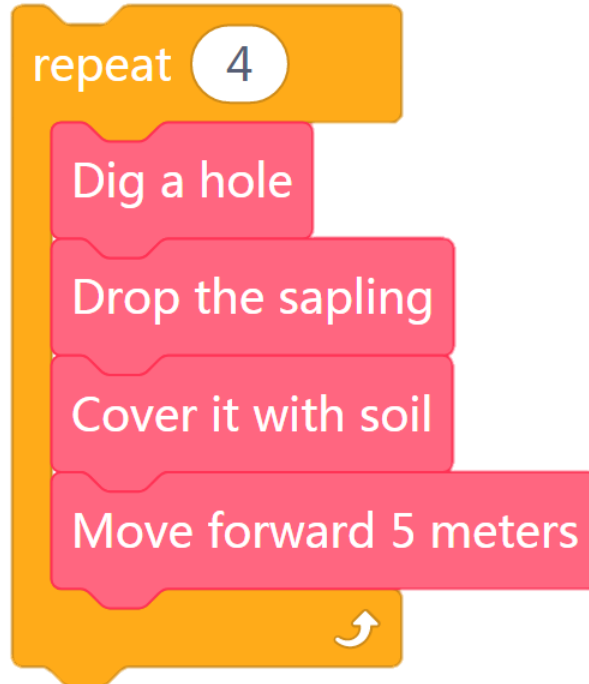 repeat 4
Dig a hole
Drop the sapling
Cover it with soil
Move forward 5 meters